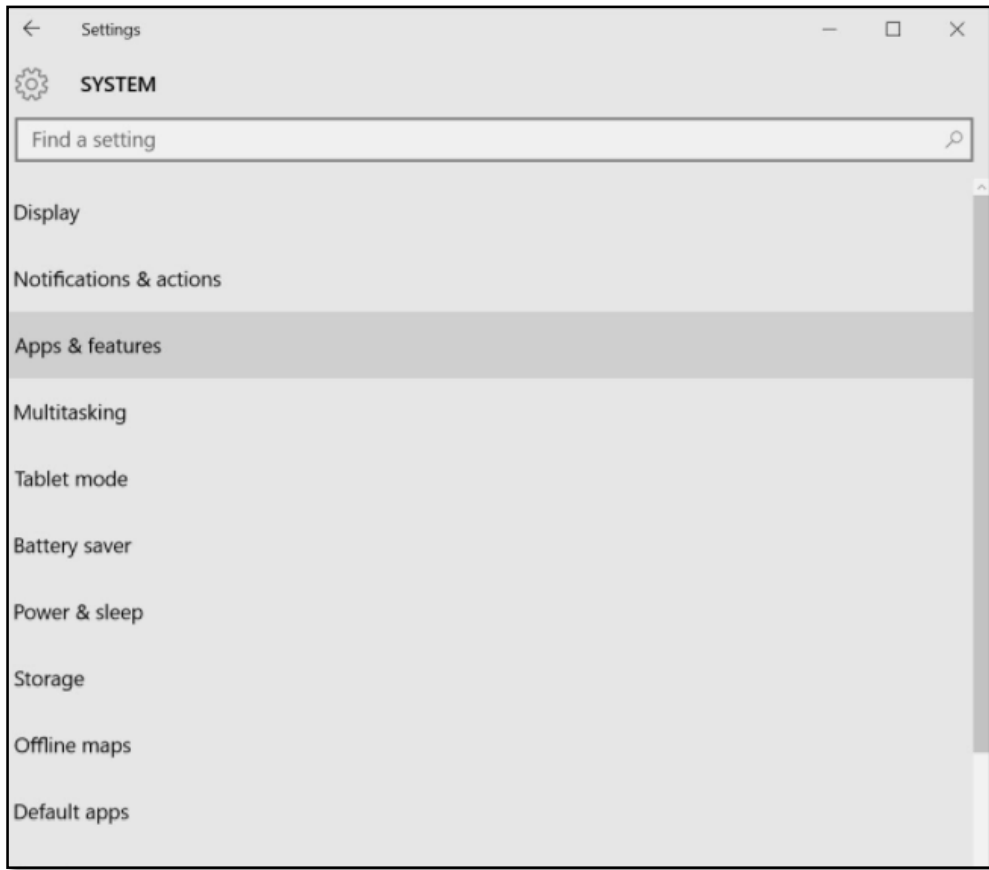 Settings
SYSTEM
Find a setting
Display
Notifications & actions
Apps & features
Multitasking
Tablet mode
Battery saver
Power & sleep
Storage
Offline maps
Default apps